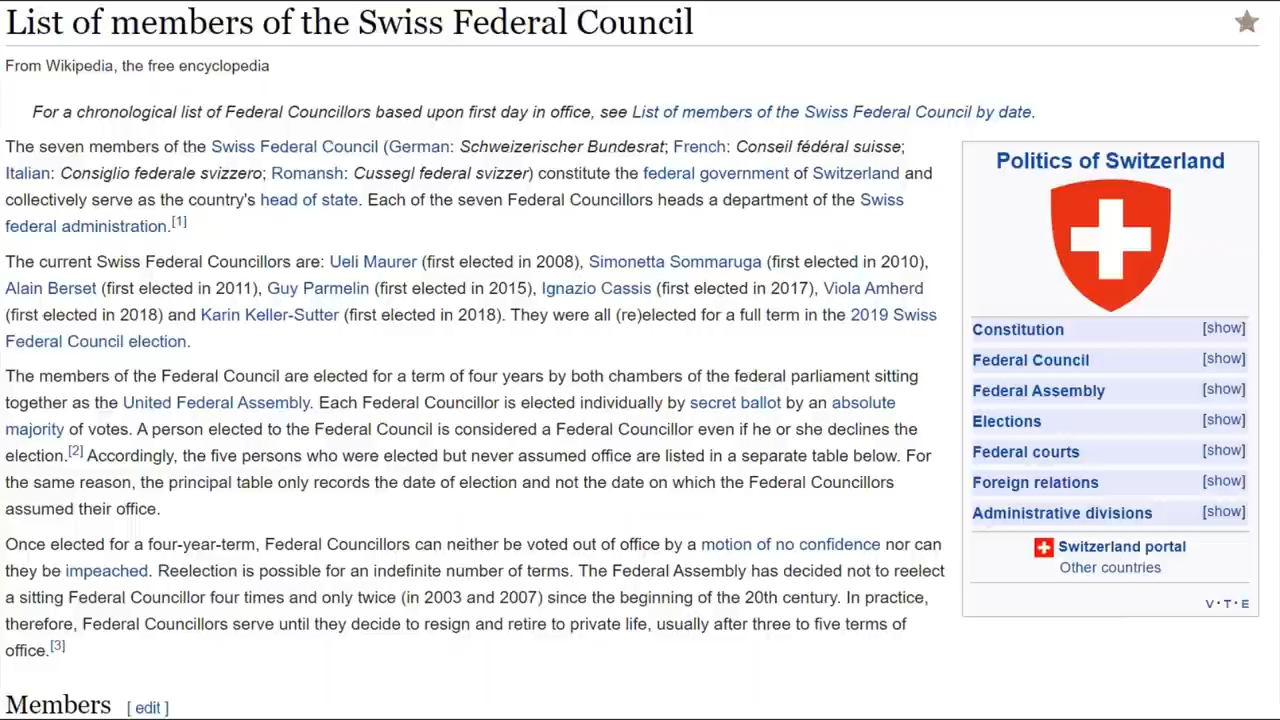 List of members of the Swiss Federal Council
From Wikipedia, the free encyclopedia
For a chronological list of Federal Councillors based upon first day in office, see List of members of the Swiss Federal Council by date.
The seven members of the Swiss Federal Council (German: Schweizerischer Bundesrat; French: Conseil fédéral suisse;
Italian: Consiglio federale svizzero; Romansh: Cussegl federal svizzer) constitute the federal government of Switzerland and
collectively serve as the country's head of state. Each of the seven Federal Councillors heads a department of the Swiss
federal administration.[1]
The current Swiss Federal Councillors are: Ueli Maurer (first elected in 2008), Simonetta Sommaruga (first elected in 2010),
Alain Berset (first elected in 2011), Guy Parmelin (first elected in 2015), Ignazio Cassis (first elected in 2017), Viola Amherd
(first elected in 2018) and Karin Keller-Sutter (first elected in 2018). They were all (re)elected for a full term in the 2019 Swiss
Federal Council election.
The members of the Federal Council are elected for a term of four years by both chambers of the federal parliament sitting
together as the United Federal Assembly. Each Federal Councillor is elected individually by secret ballot by an absolute
majority of votes. A person elected to the Federal Council is considered a Federal Councillor even if he or she declines the
election.[2] Accordingly, the five persons who were elected but never assumed office are listed in a separate table below. For
the same reason, the principal table only records the date of election and not the date on which the Federal Councillors
assumed their office.
Once elected for a four-year-term, Federal Councillors can neither be voted out of office by a motion of no confidence nor can
they be impeached. Reelection is possible for an indefinite number of terms. The Federal Assembly has decided not to reelect
a sitting Federal Councillor four times and only twice (in 2003 and 2007) since the beginning of the 20th century. In practice,
therefore, Federal Councillors serve until they decide to resign and retire to private life, usually after three to five terms of
office.[3]
Members [ edit ]
Politics of Switzerland
Constitution [show]
Federal Council [show]
Federal Assembly [show]
Elections [show]
Federal courts [show]
Foreign relations [show]
Administrative divisions [show]
Switzerland portal
Other countries
V · T · E